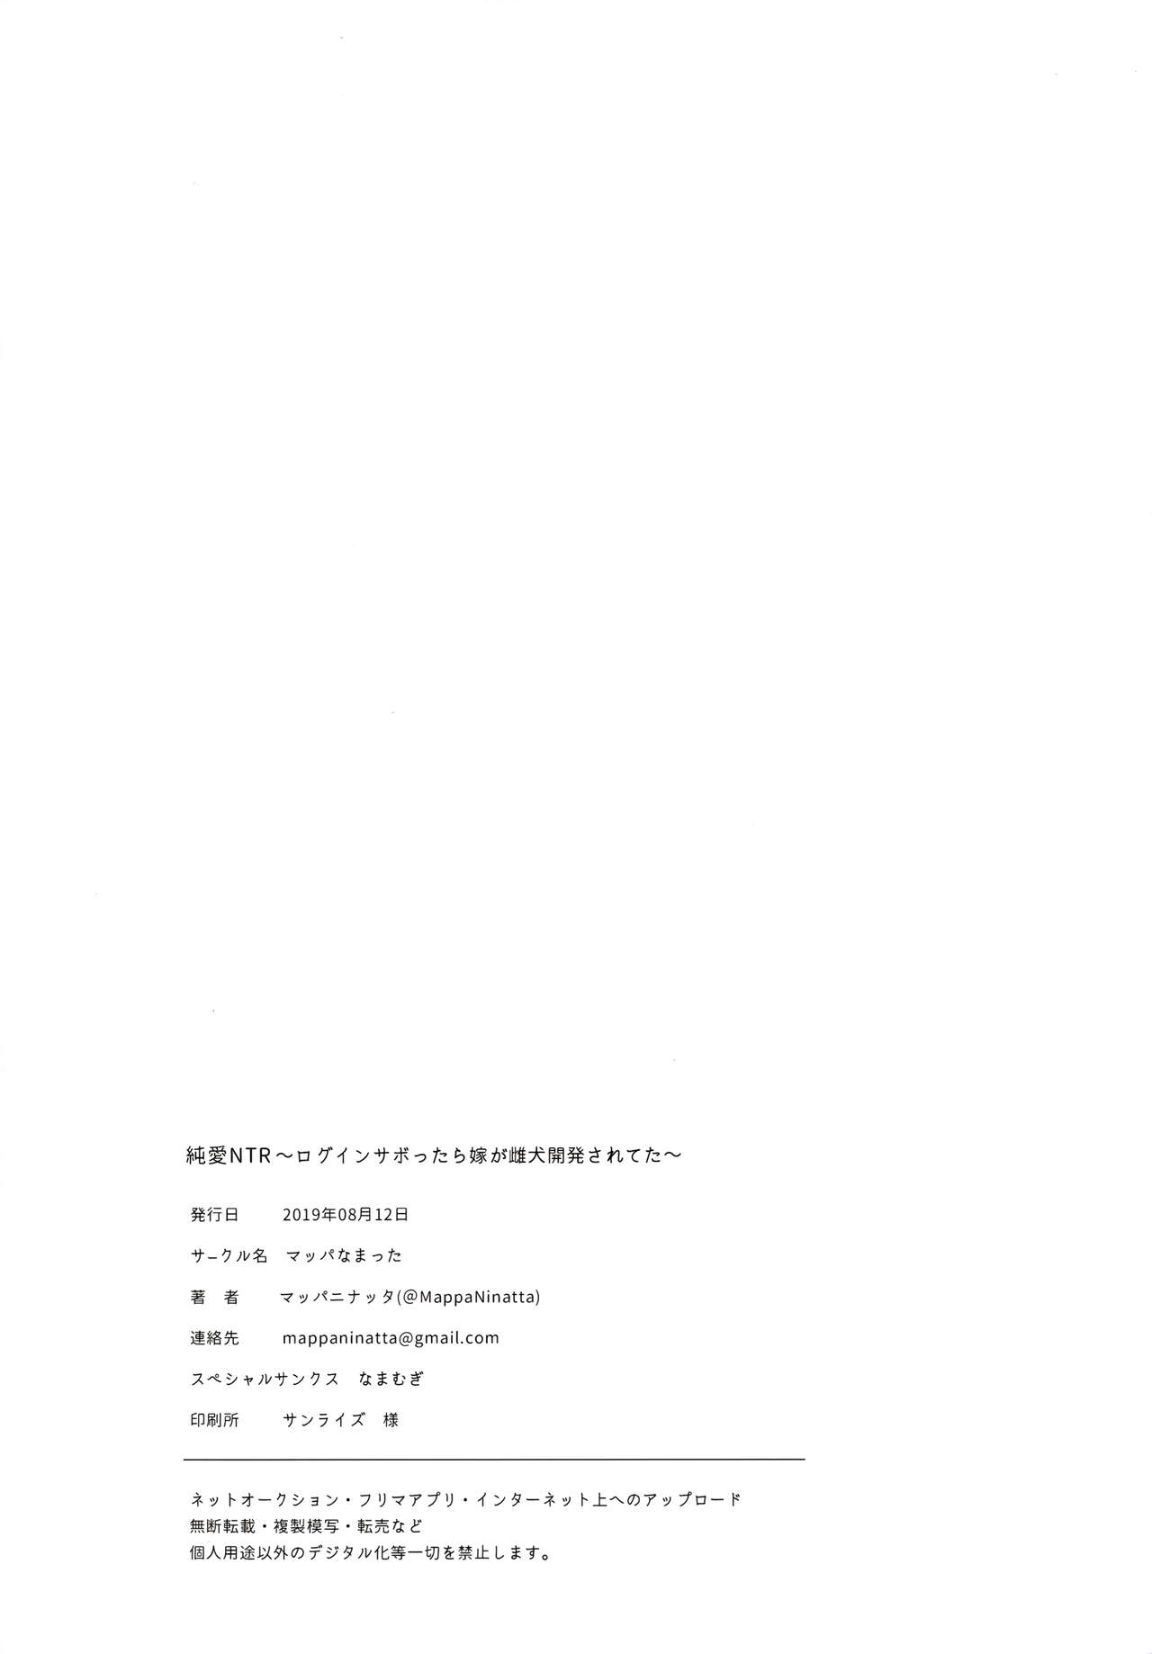 純愛NTR～ログインサボったら嫁が雌犬開発されてた～
発行日 2019年08月12日
サークル名 マッパなまった
著 者 マッパニナッタ(@MappaNinatta)
連絡先 mappaninatta@gmail.com
スペシャルサンクス なまむぎ
印刷所 サンライズ 様
ネットオークション・フリマアプリ・インターネット上へのアップロード
無断転載・複製模写・転売など
個人用途以外のデジタル化等一切を禁止します。